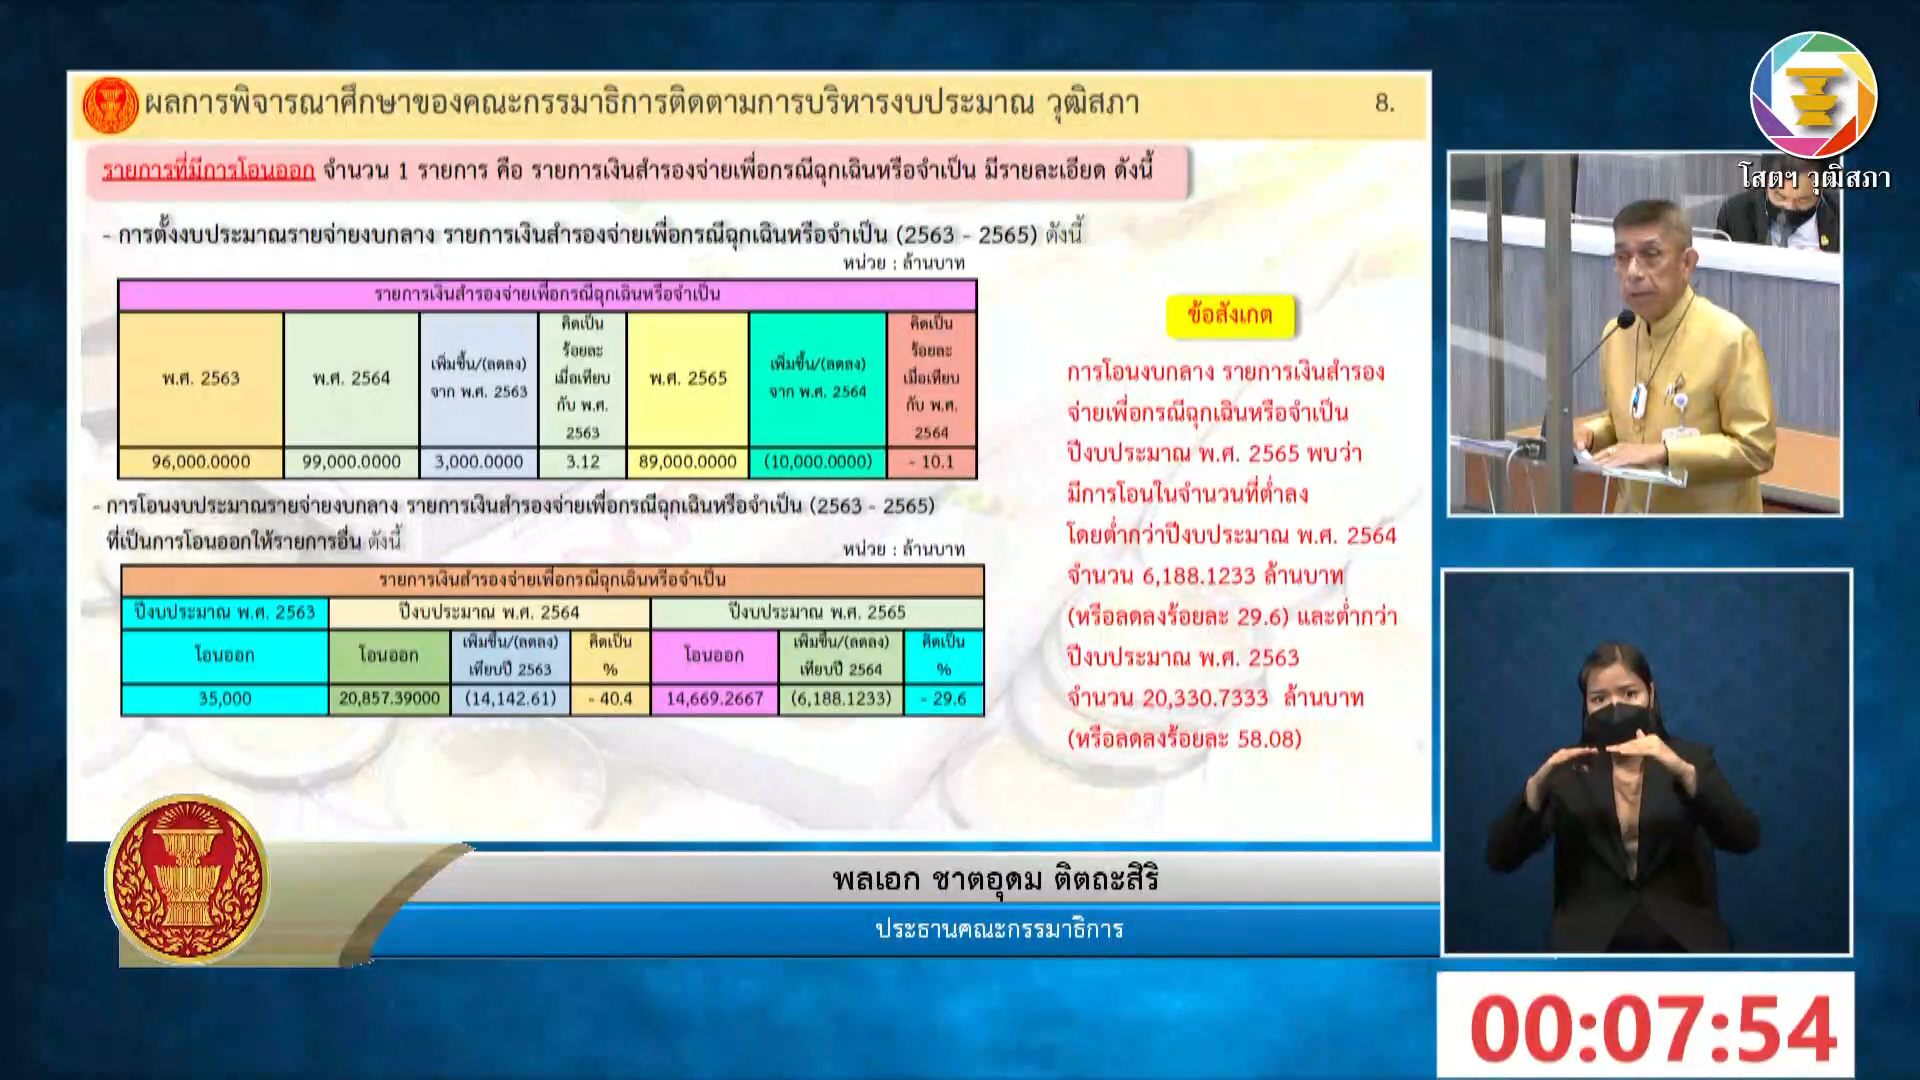 ผลการพิจารณาศึกษาของคณะกรรมาธิการติดตามการบริหารงบประมาณ วุฒิสภา
8.
โสตฯ วุฒิสภา
รายการที่มีการโอนออก จำนวน 1 รายการ คือ รายการเงินสำรองจ่ายเพื่อกรณีฉุกเฉินหรือจำเป็น มีรายละเอียด ดังนี้
- การตั้งงบประมาณรายจ่ายงบกลาง รายการเงินสำรองจ่ายเพื่อกรณีฉุกเฉินหรือจำเป็น (2563 - 2565) ดังนี้
หน่วย : ล้านบาท
รายการเงินสำรองจ่ายเพื่อกรณีฉุกเฉินหรือจำเป็น
พ.ศ. 2563
พ.ศ. 2564
เพิ่มขึ้น/(ลดลง)
จาก พ.ศ. 2563
คิดเป็น
ร้อยละ
เมื่อเทียบ
กับ พ.ศ.
2563
พ.ศ. 2565
เพิ่มขึ้น/(ลดลง)
จาก พ.ศ. 2564
คิดเป็น
ร้อยละ
เมื่อเทียบ
กับ พ.ศ.
2564
96,000.0000 99,000.0000 3,000.0000 3.12 89,000.0000 (10,000.0000) - 10.1
- การโอนงบประมาณรายจ่ายงบกลาง รายการเงินสำรองจ่ายเพื่อกรณีฉุกเฉินหรือจำเป็น (2563 - 2565)
ที่เป็นการโอนออกให้รายการอื่น ดังนี้
หน่วย : ล้านบาท
รายการเงินสำรองจ่ายเพื่อกรณีฉุกเฉินหรือจำเป็น
ปีงบประมาณ พ.ศ. 2563 ปีงบประมาณ พ.ศ. 2564 ปีงบประมาณ พ.ศ. 2565
โอนออก
โอนออก
เพิ่มขึ้น/(ลดลง)
เทียบปี 2563
คิดเป็น
%
โอนออก
เพิ่มขึ้น/(ลดลง)
เทียบปี 2564
คิดเป็น
%
35,000 20,857.39000 (14,142.61) - 40.4 14,669.2667 (6,188.1233) - 29.6
ข้อสังเกต
การโอนงบกลาง รายการเงินสำรอง
จ่ายเพื่อกรณีฉุกเฉินหรือจำเป็น
ปีงบประมาณ พ.ศ. 2565 พบว่า
มีการโอนในจำนวนที่ต่ำลง
โดยต่ำกว่าปีงบประมาณ พ.ศ. 2564
จำนวน 6,188.1233 ล้านบาท
(หรือลดลงร้อยละ 29.6) และต่ำกว่า
ปีงบประมาณ พ.ศ. 2563
จำนวน 20,330.7333 ล้านบาท
(หรือลดลงร้อยละ 58.08)
พลเอก ชาตอุดม ติตถะสิริ
ประธานคณะกรรมาธิการ
00:07:54